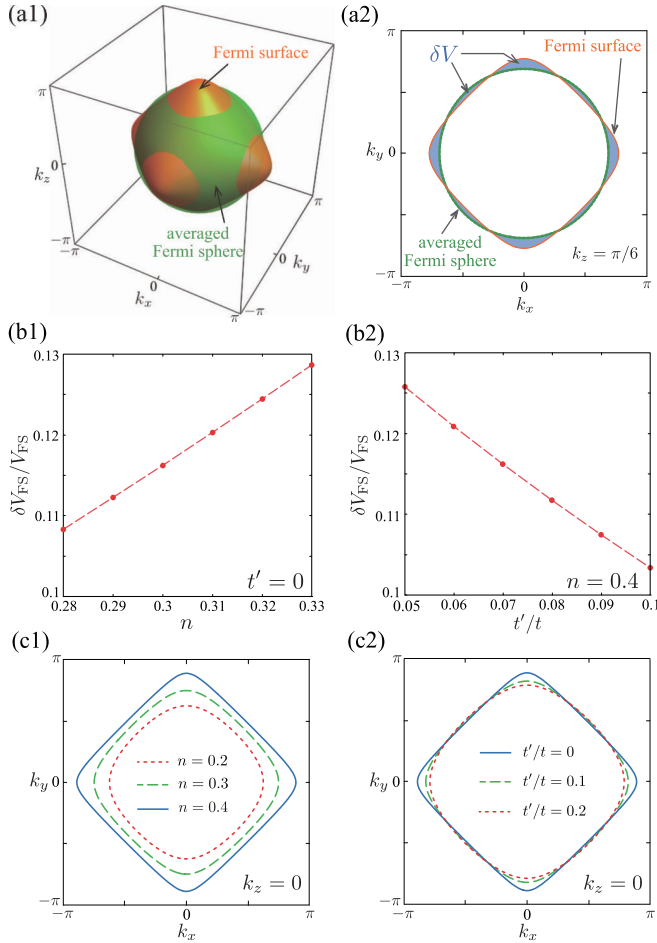 (a1)
Fermi surface
averaged
Fermi sphere
π
k_z 0
−π
−π
0
k_x
π
−π
0
k_y
π
(a2)
δV
Fermi surface
averaged
Fermi sphere
k_z = π/6
π
k_y 0
−π
−π
0
π
k_x
(b1)
0.13
0.12
0.11
0.1
δV_FS/V_FS
t′ = 0
0.28 0.29 0.3 0.31 0.32 0.33
n
(b2)
0.13
0.12
0.11
0.1
δV_FS/V_FS
n = 0.4
0.05 0.06 0.07 0.08 0.09 0.1
t′/t
(c1)
π
k_y 0
−π
n = 0.2
n = 0.3
n = 0.4
k_z = 0
−π 0 π
k_x
(c2)
π
k_y 0
−π
t′/t = 0
t′/t = 0.1
t′/t = 0.2
k_z = 0
−π 0 π
k_x